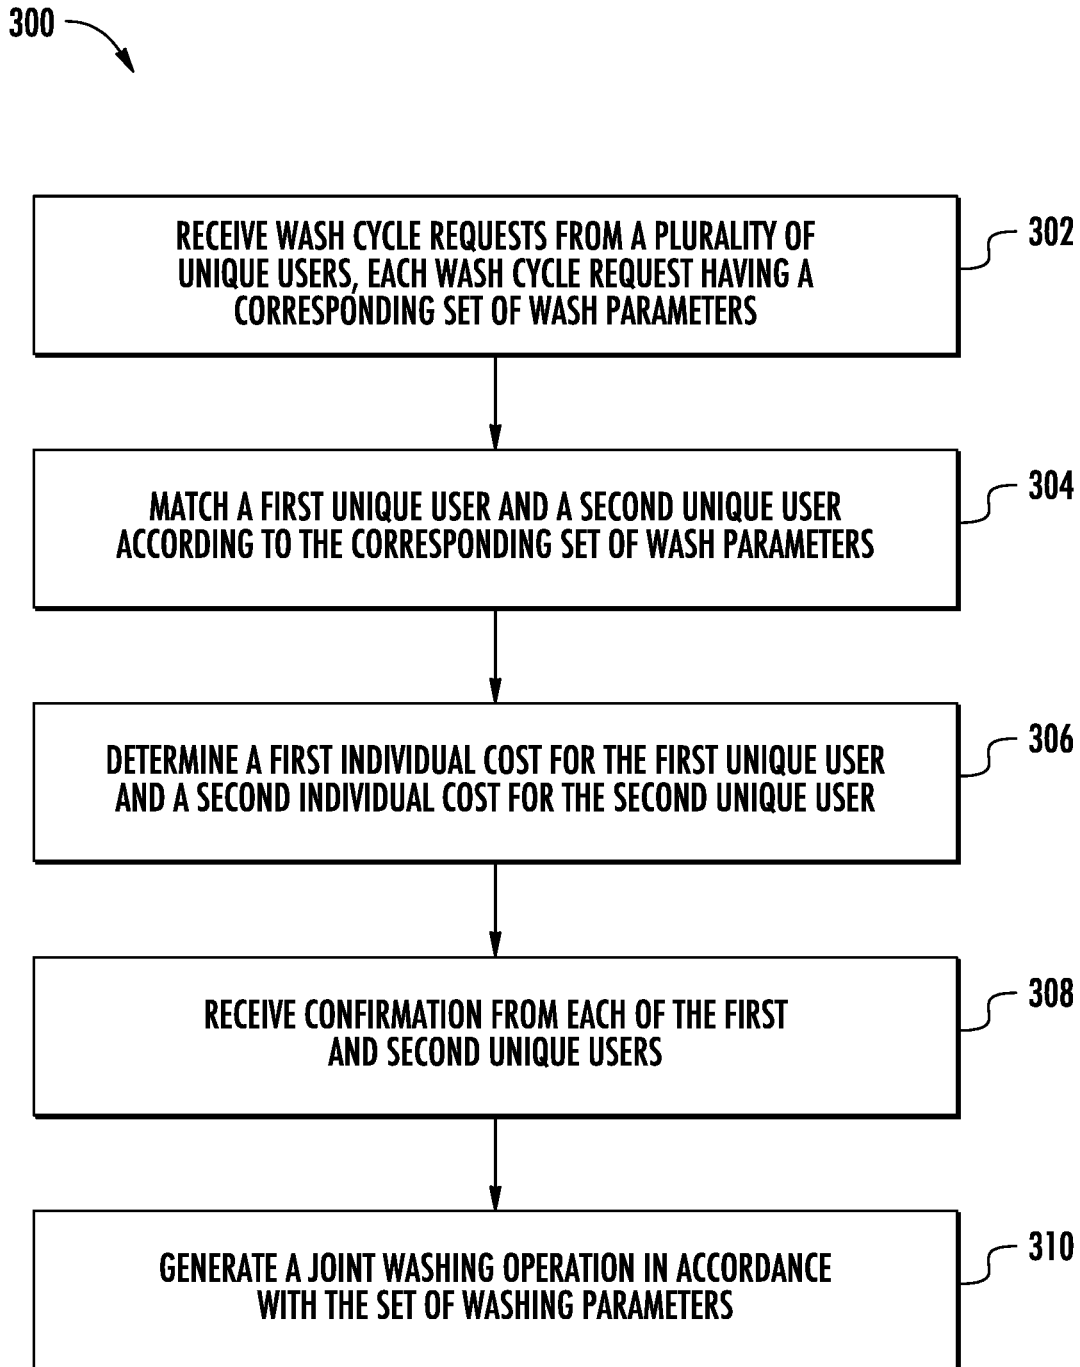 300
RECEIVE WASH CYCLE REQUESTS FROM A PLURALITY OF
UNIQUE USERS, EACH WASH CYCLE REQUEST HAVING A
CORRESPONDING SET OF WASH PARAMETERS
302
MATCH A FIRST UNIQUE USER AND A SECOND UNIQUE USER
ACCORDING TO THE CORRESPONDING SET OF WASH PARAMETERS
304
DETERMINE A FIRST INDIVIDUAL COST FOR THE FIRST UNIQUE USER
AND A SECOND INDIVIDUAL COST FOR THE SECOND UNIQUE USER
306
RECEIVE CONFIRMATION FROM EACH OF THE FIRST
AND SECOND UNIQUE USERS
308
GENERATE A JOINT WASHING OPERATION IN ACCORDANCE
WITH THE SET OF WASHING PARAMETERS
310